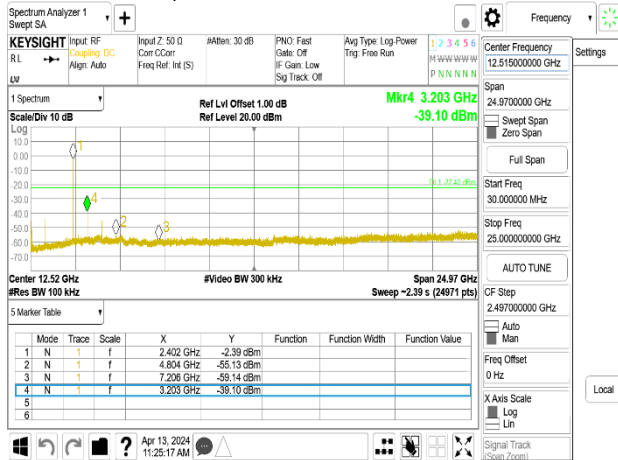 Spectrum Analyzer 1
Swept SA
+
Frequency
KEYSIGHT
RL
Input: RF
Coupling: DC
Align: Auto
Input Z: 50 Ω
Corr CCorr
Freq Ref: Int (S)
#Atten: 30 dB
PNO: Fast
Gate: Off
IF Gain: Low
Sig Track: Off
Avg Type: Log-Power
Trig: Free Run
1 2 3 4 5 6
M W W W W W
P N N N N N
Settings
1 Spectrum
Scale/Div 10 dB
Ref Lvl Offset 1.00 dB
Ref Level 20.00 dBm
Mkr4 3.203 GHz
-39.10 dBm
Log
10.0
0.00
-10.0
-20.0
-30.0
-40.0
-50.0
-60.0
-70.0
1
4
2
3
Center 12.52 GHz
#Video BW 300 kHz
Span 24.97 GHz
#Res BW 100 kHz
Sweep ~2.39 s (24971 pts)
5 Marker Table
Mode Trace Scale X Y Function Function Width Function Value
1 N 1 f 2.402 GHz -2.39 dBm
2 N 1 f 4.804 GHz -55.13 dBm
3 N 1 f 7.206 GHz -59.14 dBm
4 N 1 f 3.203 GHz -39.10 dBm
5
6
Apr 13, 2024
11:25:17 AM
Center Frequency
12.515000000 GHz
Span
24.9700000 GHz
Swept Span
Zero Span
Full Span
Start Freq
30.000000 MHz
Stop Freq
25.000000000 GHz
AUTO TUNE
CF Step
2.497000000 GHz
Auto
Man
Freq Offset
0 Hz
X Axis Scale
Log
Lin
Signal Track
(Span Zoom)
Local